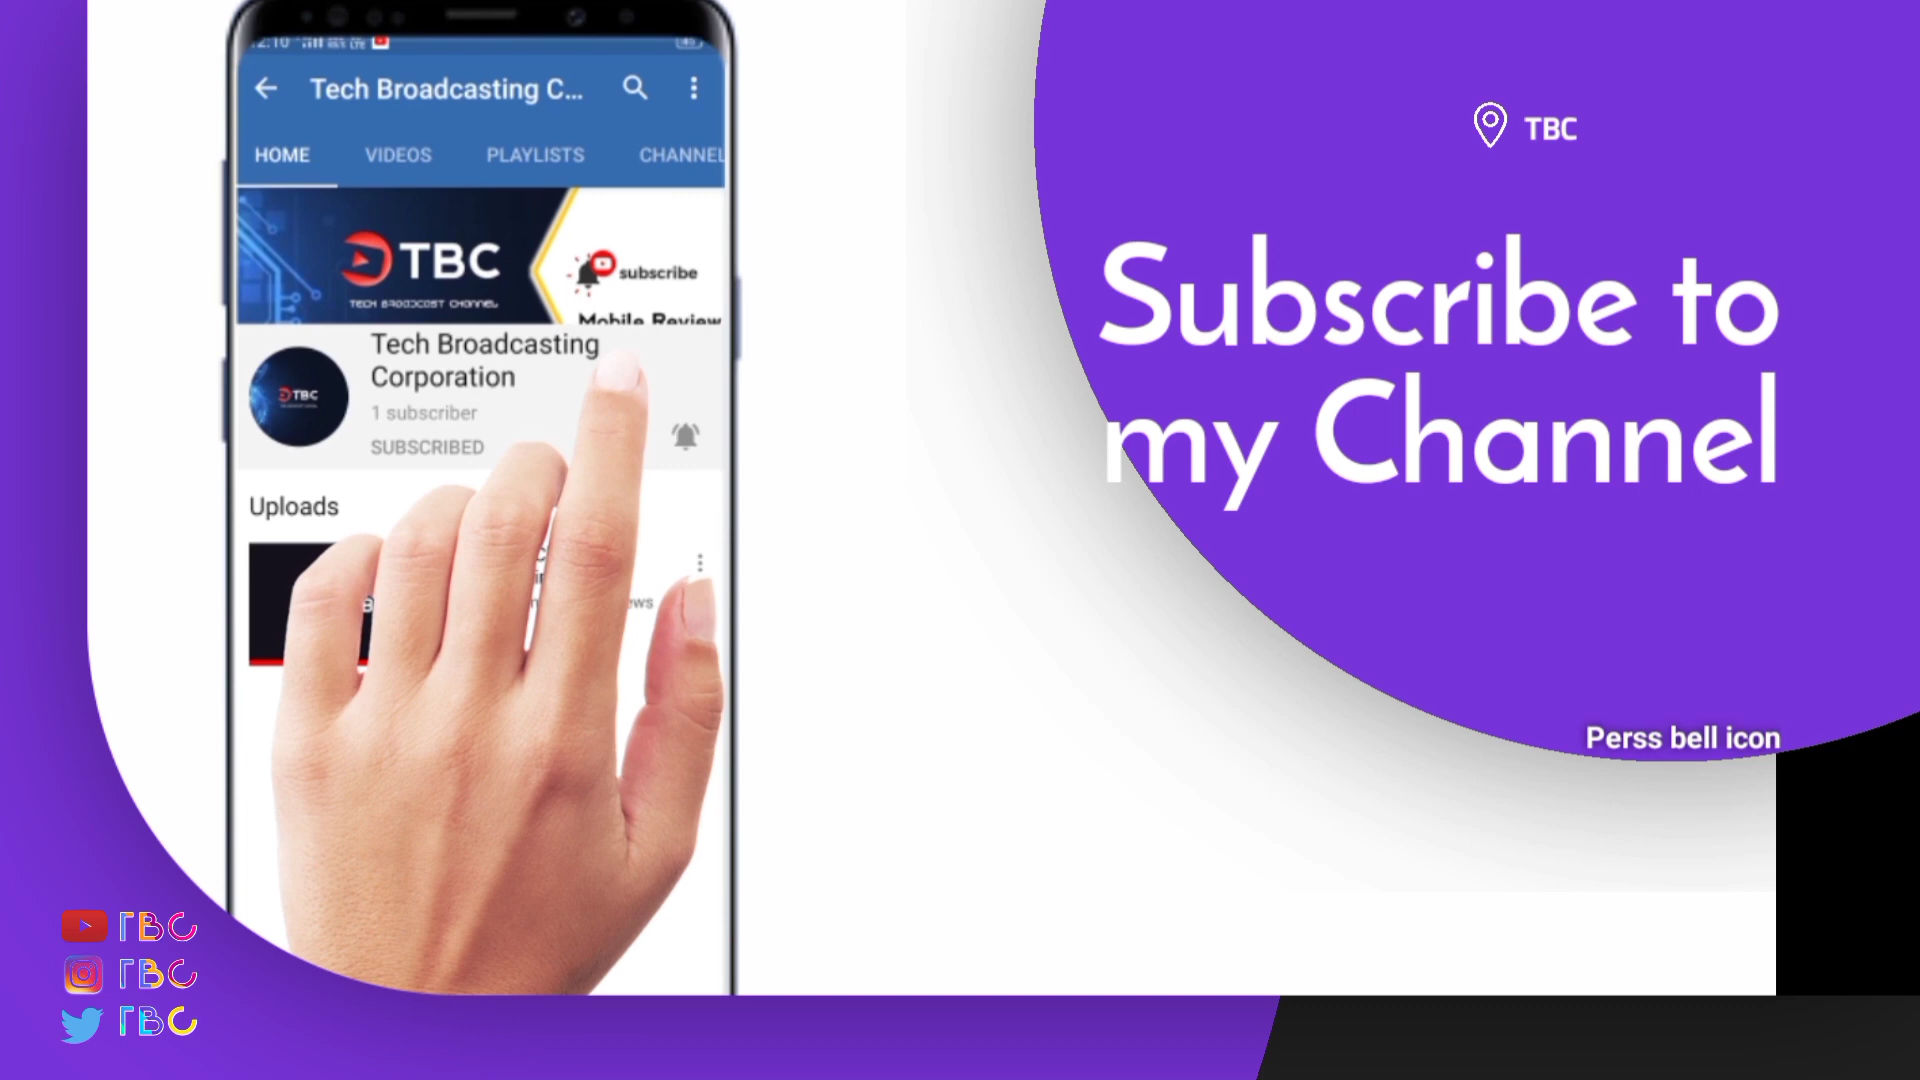 Tech Broadcasting C...
HOME VIDEOS PLAYLISTS CHANNEL
TBC
TECH BROADCAST CHANNEL
subscribe
Mobile Review
Tech Broadcasting
Corporation
1 subscriber
SUBSCRIBED
TBC
Uploads
TBC
Subscribe to
my Channel
Perss bell icon
TBC
TBC
TBC